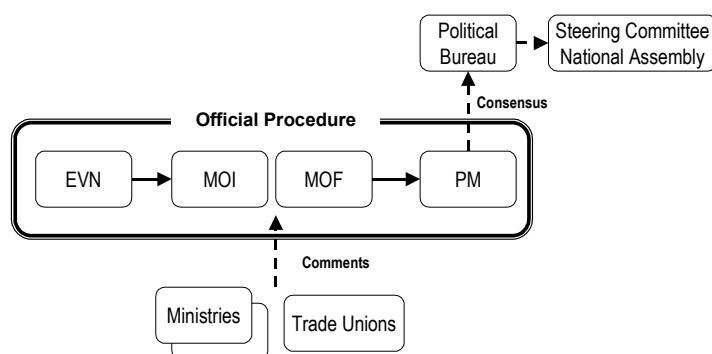 Political
Bureau
Steering Committee
National Assembly
Consensus
Official Procedure
EVN
MOI
MOF
PM
Comments
Ministries
Trade Unions